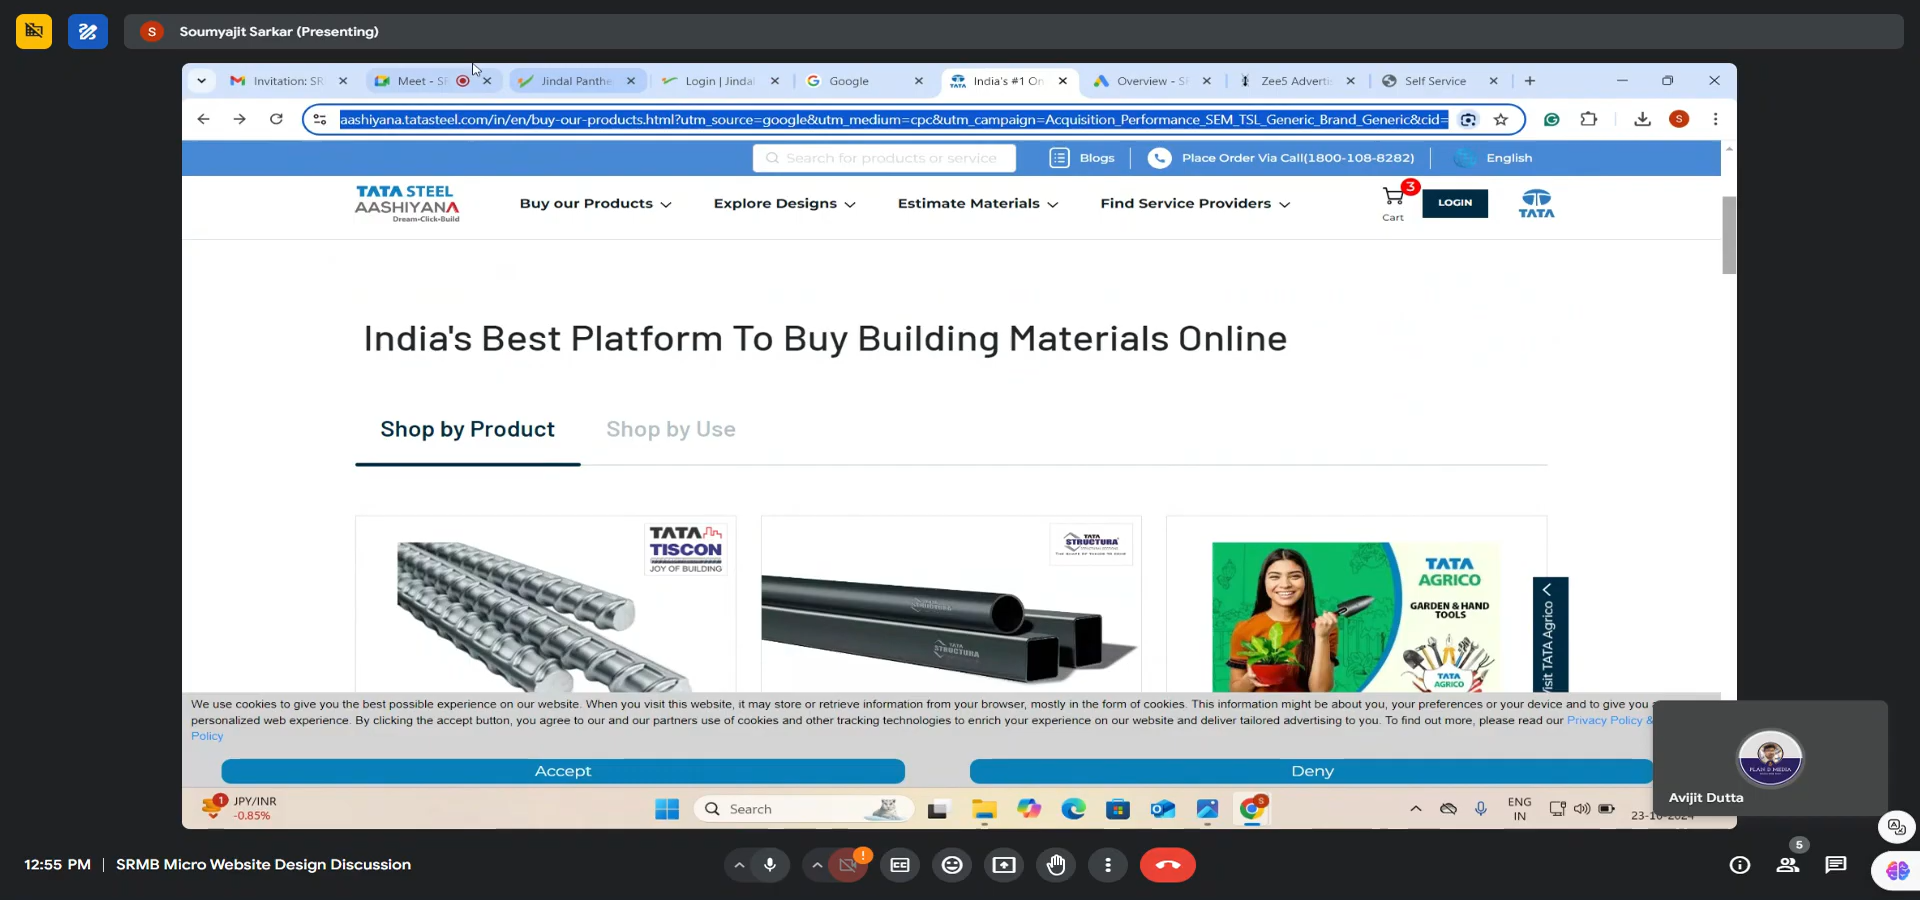 S Soumyajit Sarkar (Presenting)
Invitation: SR
Meet - SF
Jindal Panthe
Login | Jindal
Google
India's #1 On
Overview - S
Zee5 Adverti
Self Service
aashiyana.tatasteel.com/in/en/buy-our-products.html?utm_source=google&utm_medium=cpc&utm_campaign=Acquisition_Performance_SEM_TSL_Generic_Brand_Generic&cid=
S
Search for products or service
Blogs
Place Order Via Call(1800-108-8282)
English
TATA STEEL
AASHIYANA
Dream-Click-Build
Buy our Products
Explore Designs
Estimate Materials
Find Service Providers
3
Cart
LOGIN
TATA
India's Best Platform To Buy Building Materials Online
Shop by Product
Shop by Use
TATA
TISCON
JOY OF BUILDING
TATA
STRUCTURA
TATA
STRUCTURA
TATA
AGRICO
GARDEN & HAND
TOOLS
TATA
AGRICO
Visit TATA Agrico
We use cookies to give you the best possible experience on our website. When you visit this website, it may store or retrieve information from your browser, mostly in the form of cookies. This information might be about you, your preferences or your device and to give you
personalized web experience. By clicking the accept button, you agree to our and our partners use of cookies and other tracking technologies to enrich your experience on our website and deliver tailored advertising to you. To find out more, please read our Privacy Policy &
Policy
Accept
Deny
PLAN D MEDIA
Avijit Dutta
1
JPY/INR
-0.85%
Search
S
ENG
IN
12:55 PM | SRMB Micro Website Design Discussion
5